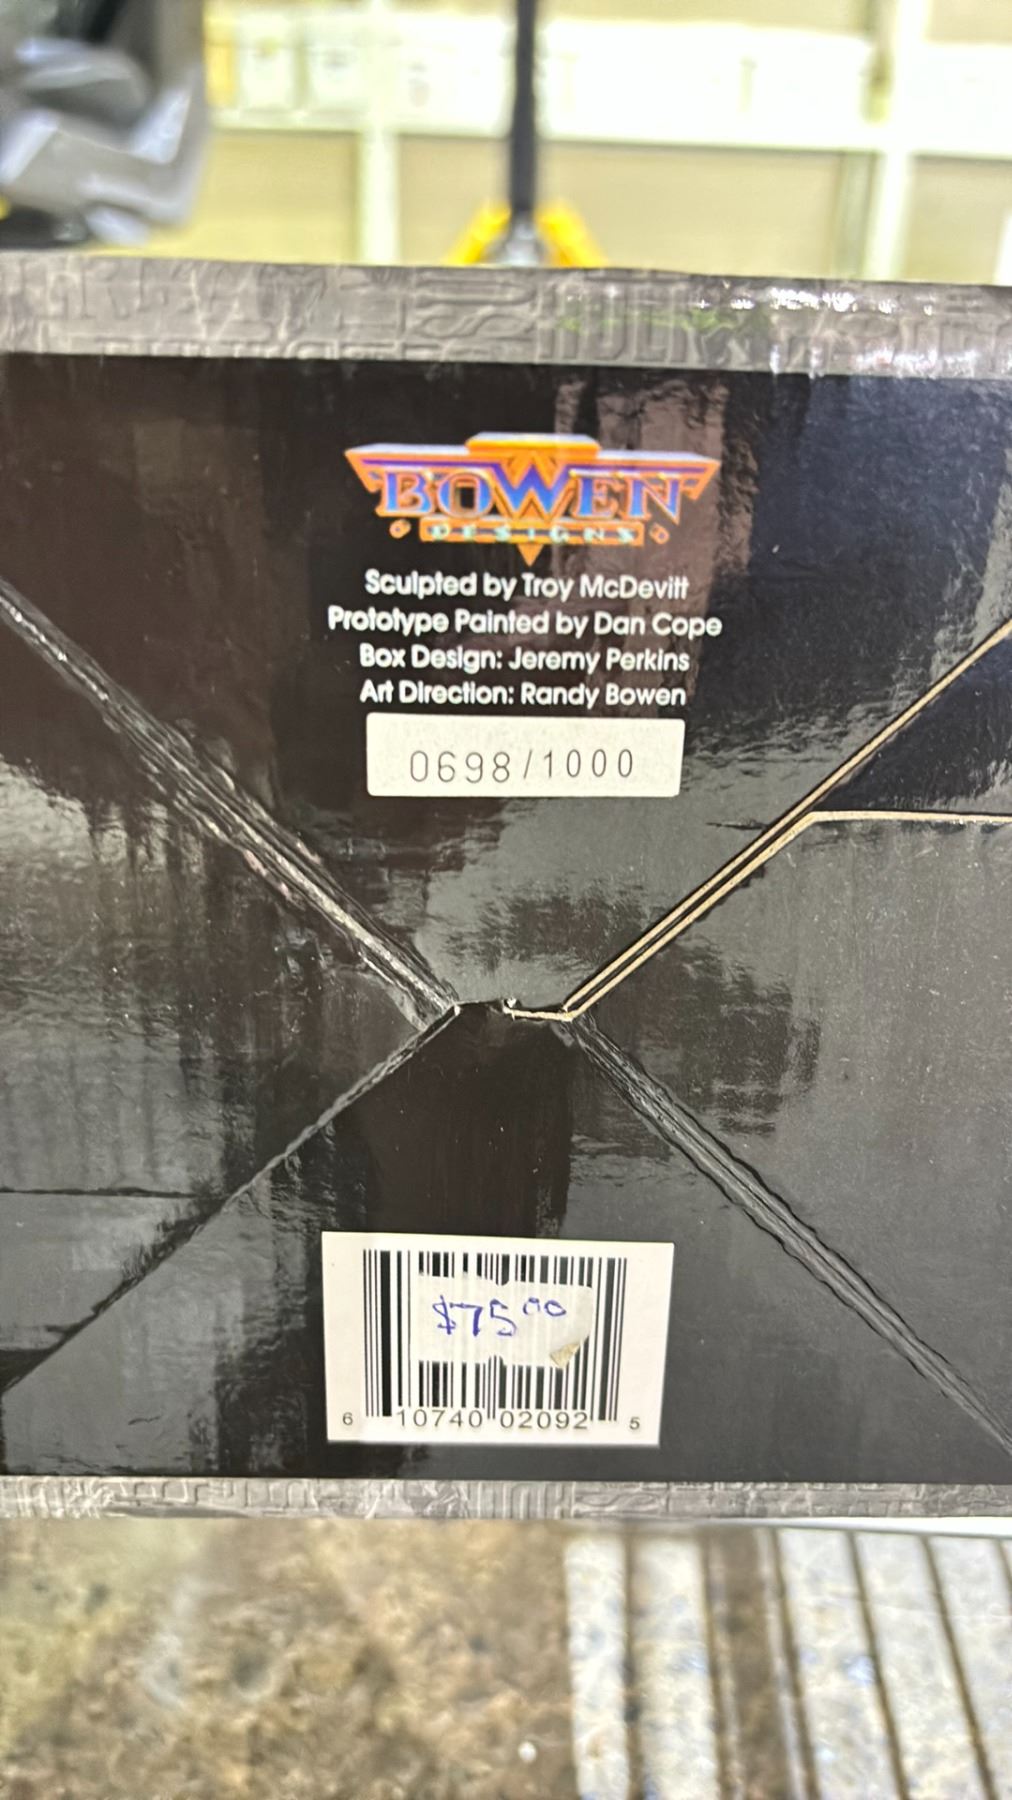 BOWEN
DESIGNS
Sculpted by Troy McDevitt
Prototype Painted by Dan Cope
Box Design: Jeremy Perkins
Art Direction: Randy Bowen
0698/1000
$75.00
6 10740 02092 5